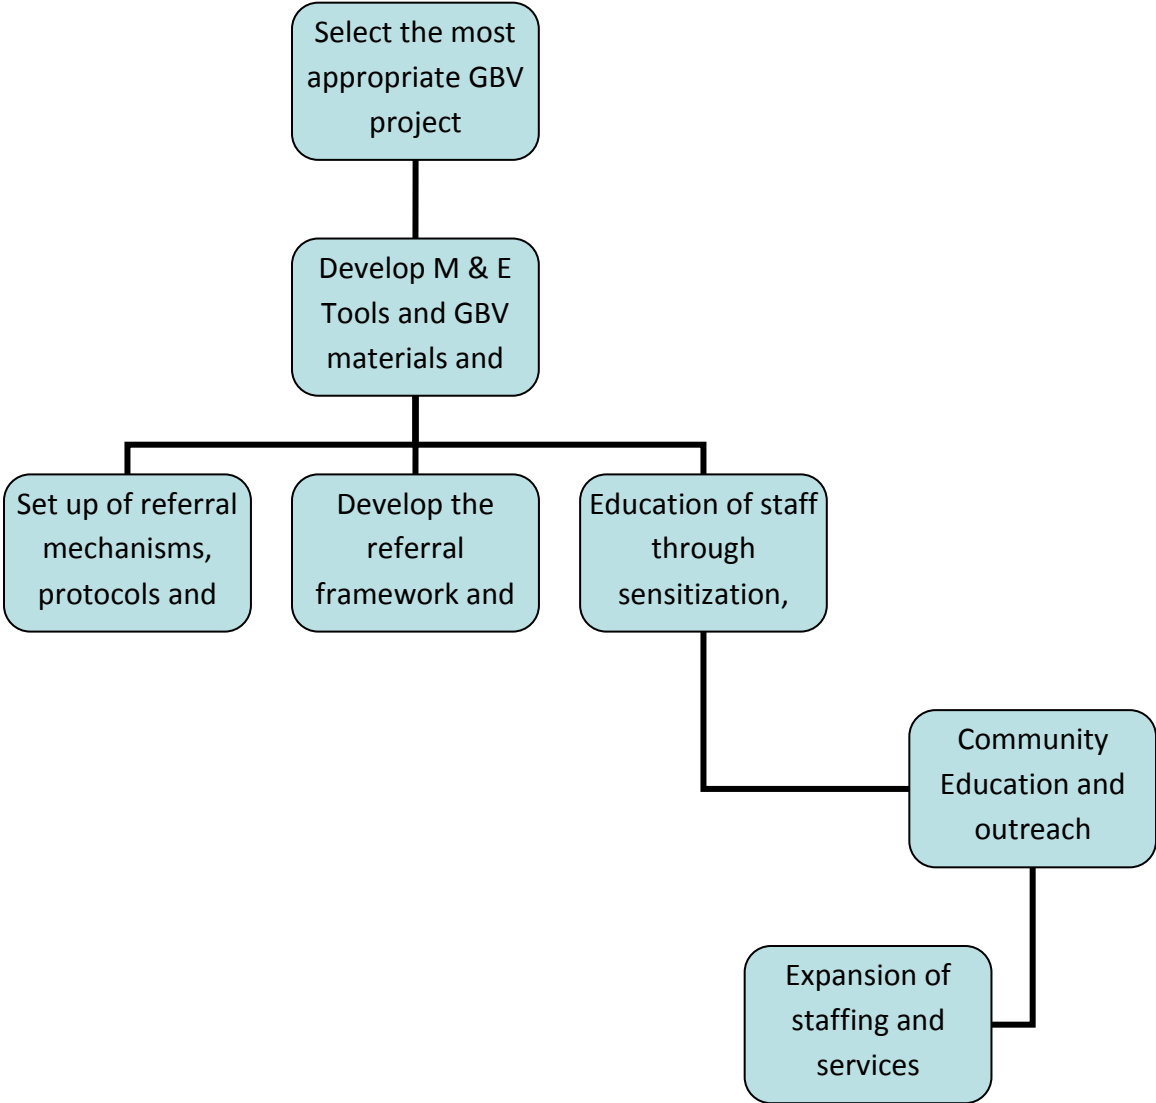 Select the most
appropriate GBV
project
Develop M & E
Tools and GBV
materials and
Set up of referral
mechanisms,
protocols and
Develop the
referral
framework and
Education of staff
through
sensitization,
Community
Education and
outreach
Expansion of
staffing and
services